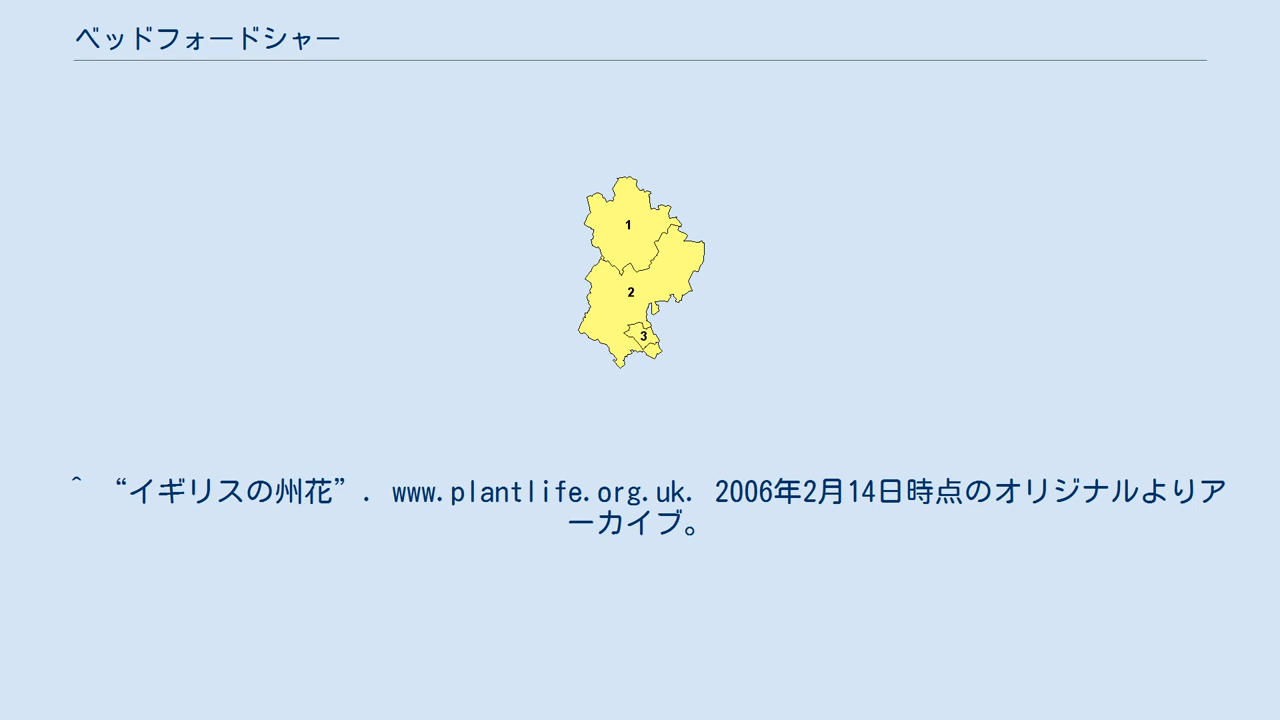 ベッドフォードシャー
1
2
3
^ “イギリスの州花”. www.plantlife.org.uk. 2006年2月14日時点のオリジナルよりア
ーカイブ。